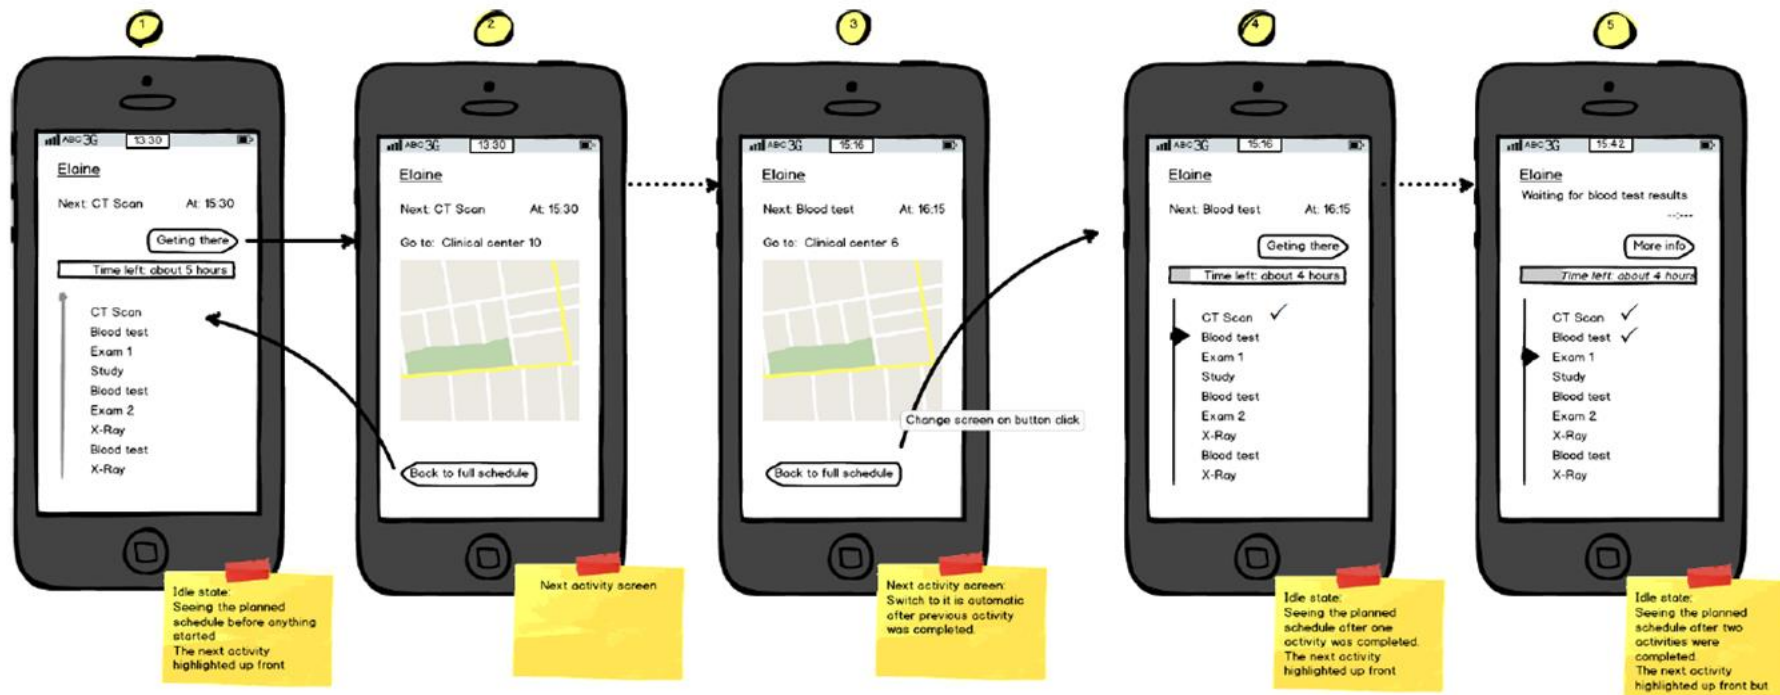 1
ABC 3G 13:30
Elaine
Next: CT Scan At: 15:30
Geting there
Time left: about 5 hours
CT Scan
Blood test
Exam 1
Study
Blood test
Exam 2
X-Ray
Blood test
X-Ray
Idle state:
Seeing the planned
schedule before anything
started
The next activity
highlighted up front
2
ABC 3G 13:30
Elaine
Next: CT Scan At: 15:30
Go to: Clinical center 10
Back to full schedule
Next activity screen
3
ABC 3G 15:16
Elaine
Next: Blood test At: 16:15
Go to: Clinical center 6
Change screen on button click
Back to full schedule
Next activity screen:
Switch to it is automatic
after previous activity
was completed.
4
ABC 3G 15:16
Elaine
Next: Blood test At: 16:15
Geting there
Time left: about 4 hours
CT Scan ✓
Blood test
Exam 1
Study
Blood test
Exam 2
X-Ray
Blood test
X-Ray
Idle state:
Seeing the planned
schedule after one
activity was completed.
The next activity
highlighted up front
5
ABC 3G 15:42
Elaine
Waiting for blood test results
--:---
More info
Time left: about 4 hours
CT Scan ✓
Blood test ✓
Exam 1
Study
Blood test
Exam 2
X-Ray
Blood test
X-Ray
Idle state:
Seeing the planned
schedule after two
activities were
completed.
The next activity
highlighted up front but